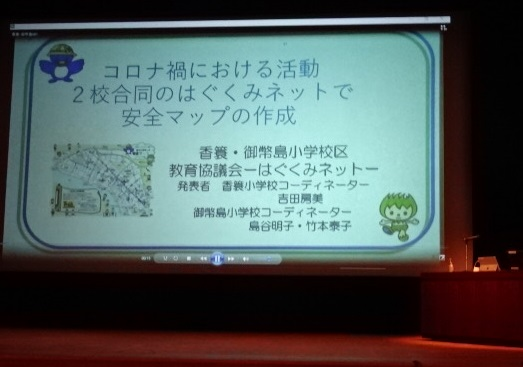 コロナ禍における活動
２校合同のはぐくみネットで
安全マップの作成
香簑・御幣島小学校区
教育協議会ーはぐくみネットー
発表者　香簑小学校コーディネーター
吉田房美
御幣島小学校コーディネーター
島谷明子・竹本泰子